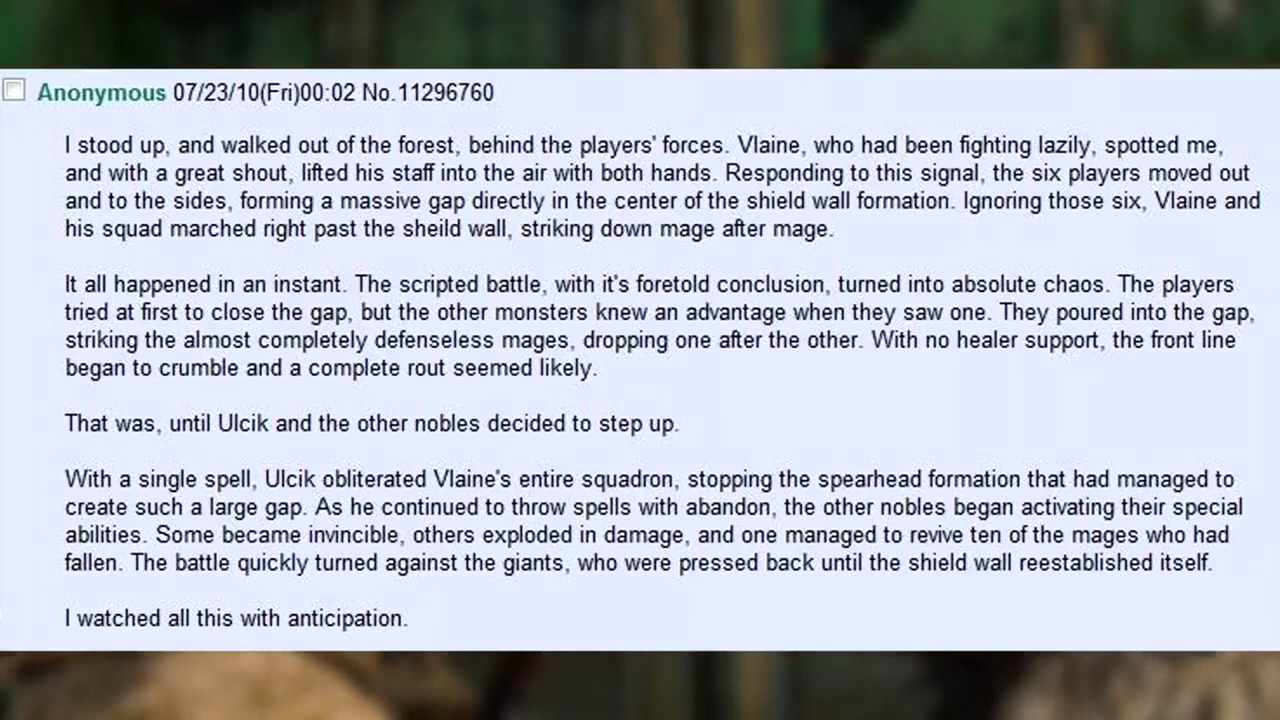 Anonymous 07/23/10(Fri)00:02 No.11296760
I stood up, and walked out of the forest, behind the players' forces. Vlaine, who had been fighting lazily, spotted me,
and with a great shout, lifted his staff into the air with both hands. Responding to this signal, the six players moved out
and to the sides, forming a massive gap directly in the center of the shield wall formation. Ignoring those six, Vlaine and
his squad marched right past the sheild wall, striking down mage after mage.
It all happened in an instant. The scripted battle, with it's foretold conclusion, turned into absolute chaos. The players
tried at first to close the gap, but the other monsters knew an advantage when they saw one. They poured into the gap,
striking the almost completely defenseless mages, dropping one after the other. With no healer support, the front line
began to crumble and a complete rout seemed likely.
That was, until Ulcik and the other nobles decided to step up.
With a single spell, Ulcik obliterated Vlaine's entire squadron, stopping the spearhead formation that had managed to
create such a large gap. As he continued to throw spells with abandon, the other nobles began activating their special
abilities. Some became invincible, others exploded in damage, and one managed to revive ten of the mages who had
fallen. The battle quickly turned against the giants, who were pressed back until the shield wall reestablished itself.
I watched all this with anticipation.